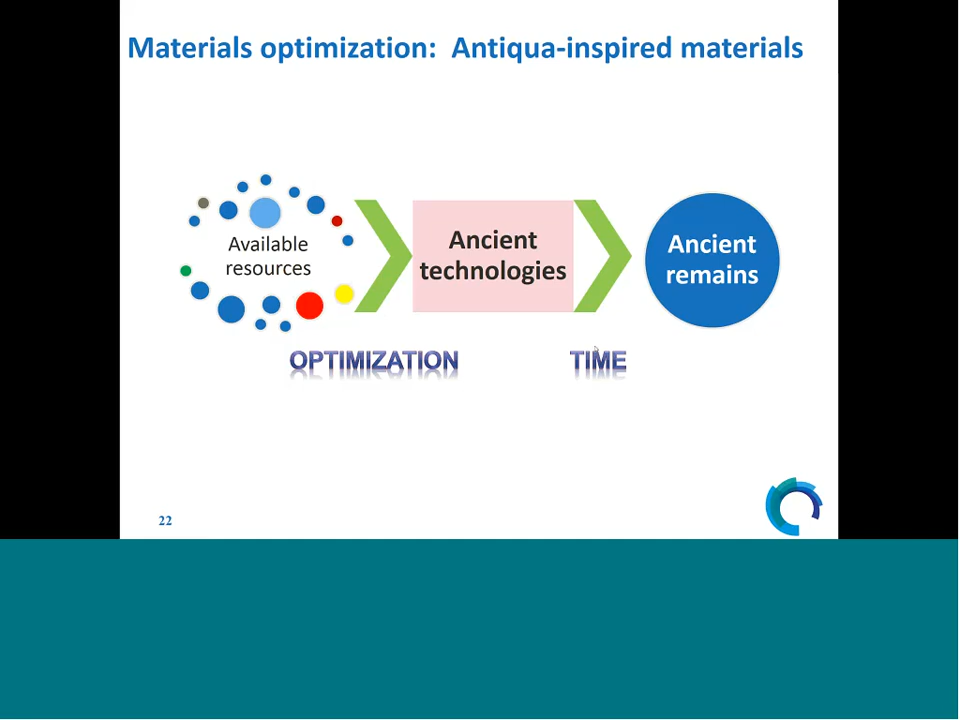 Materials optimization:  Antiqua-inspired materials
Available
resources
Ancient
technologies
Ancient
remains
OPTIMIZATION
TIME
22